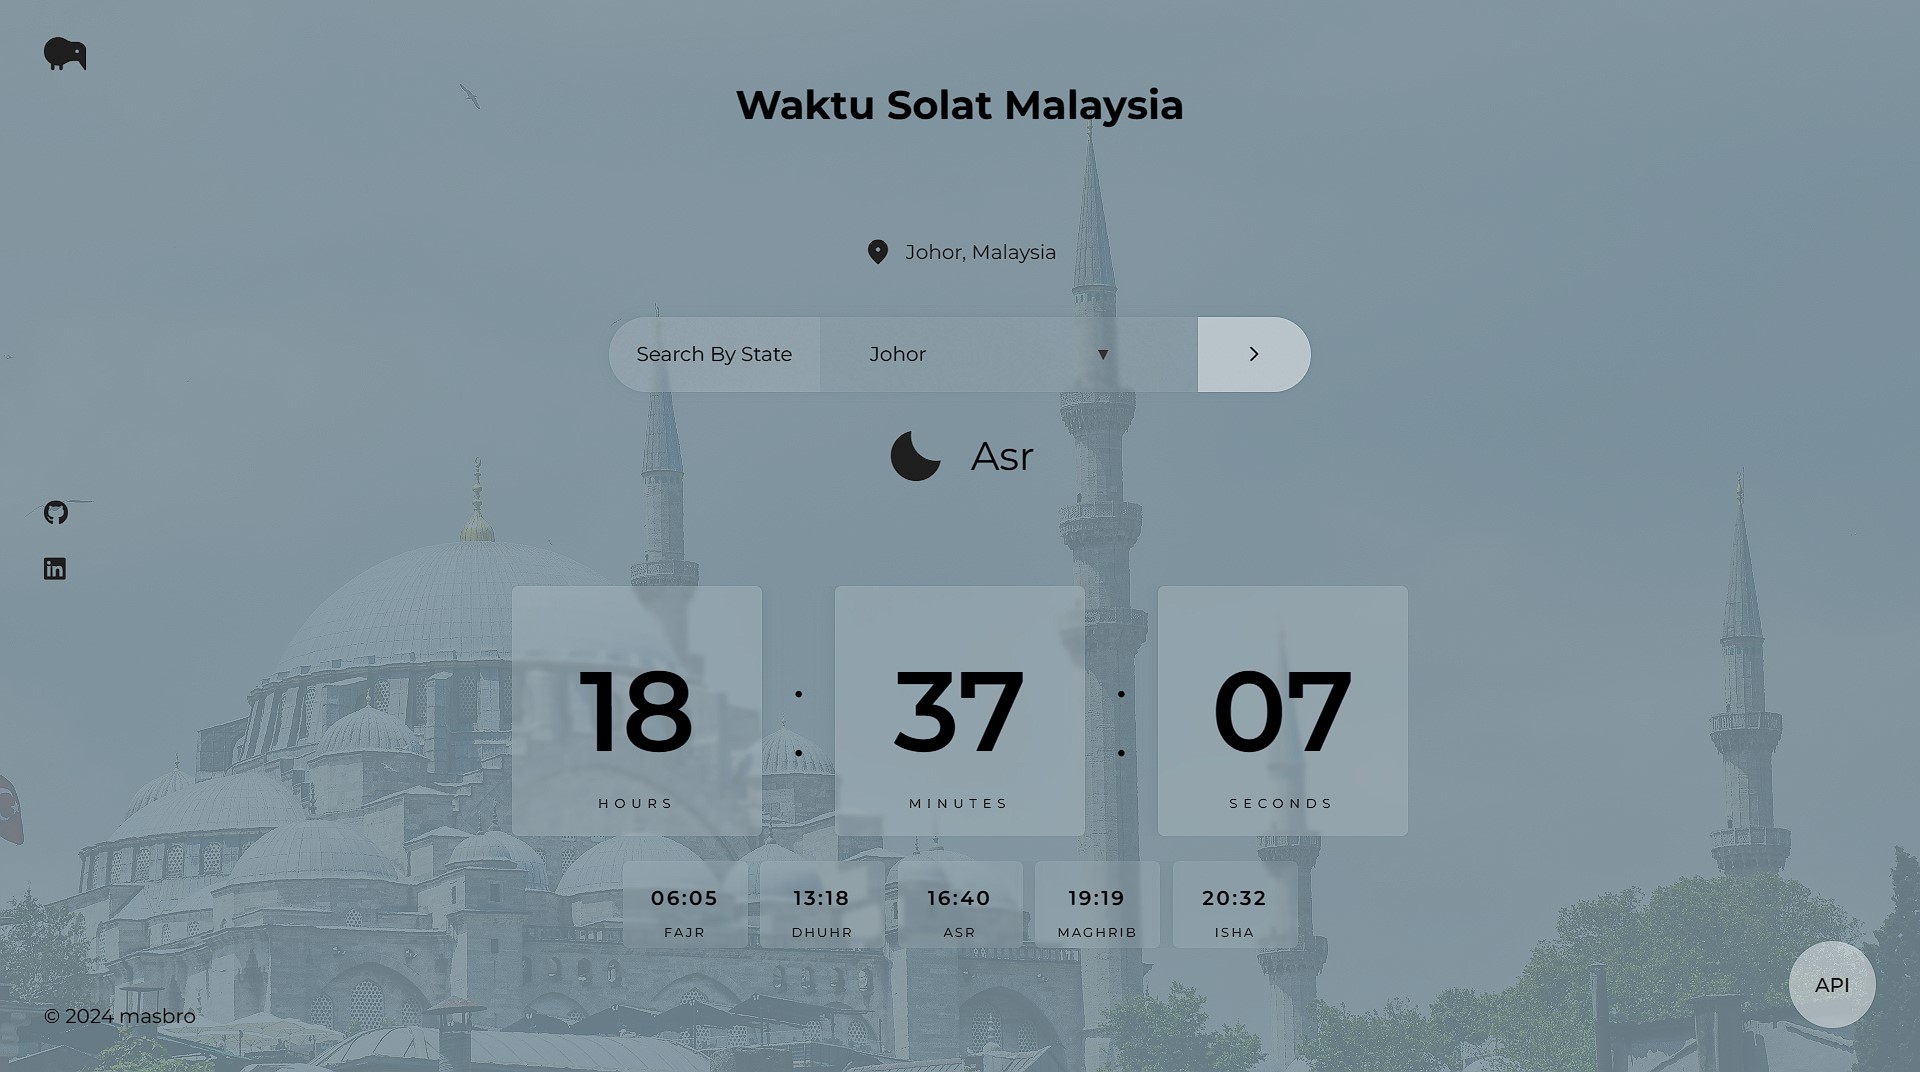 Waktu Solat Malaysia
Johor, Malaysia
Search By State Johor
Asr
18 : 37 : 07
HOURS MINUTES SECONDS
06:05 13:18 16:40 19:19 20:32
FAJR DHUHR ASR MAGHRIB ISHA
API
© 2024 masbro